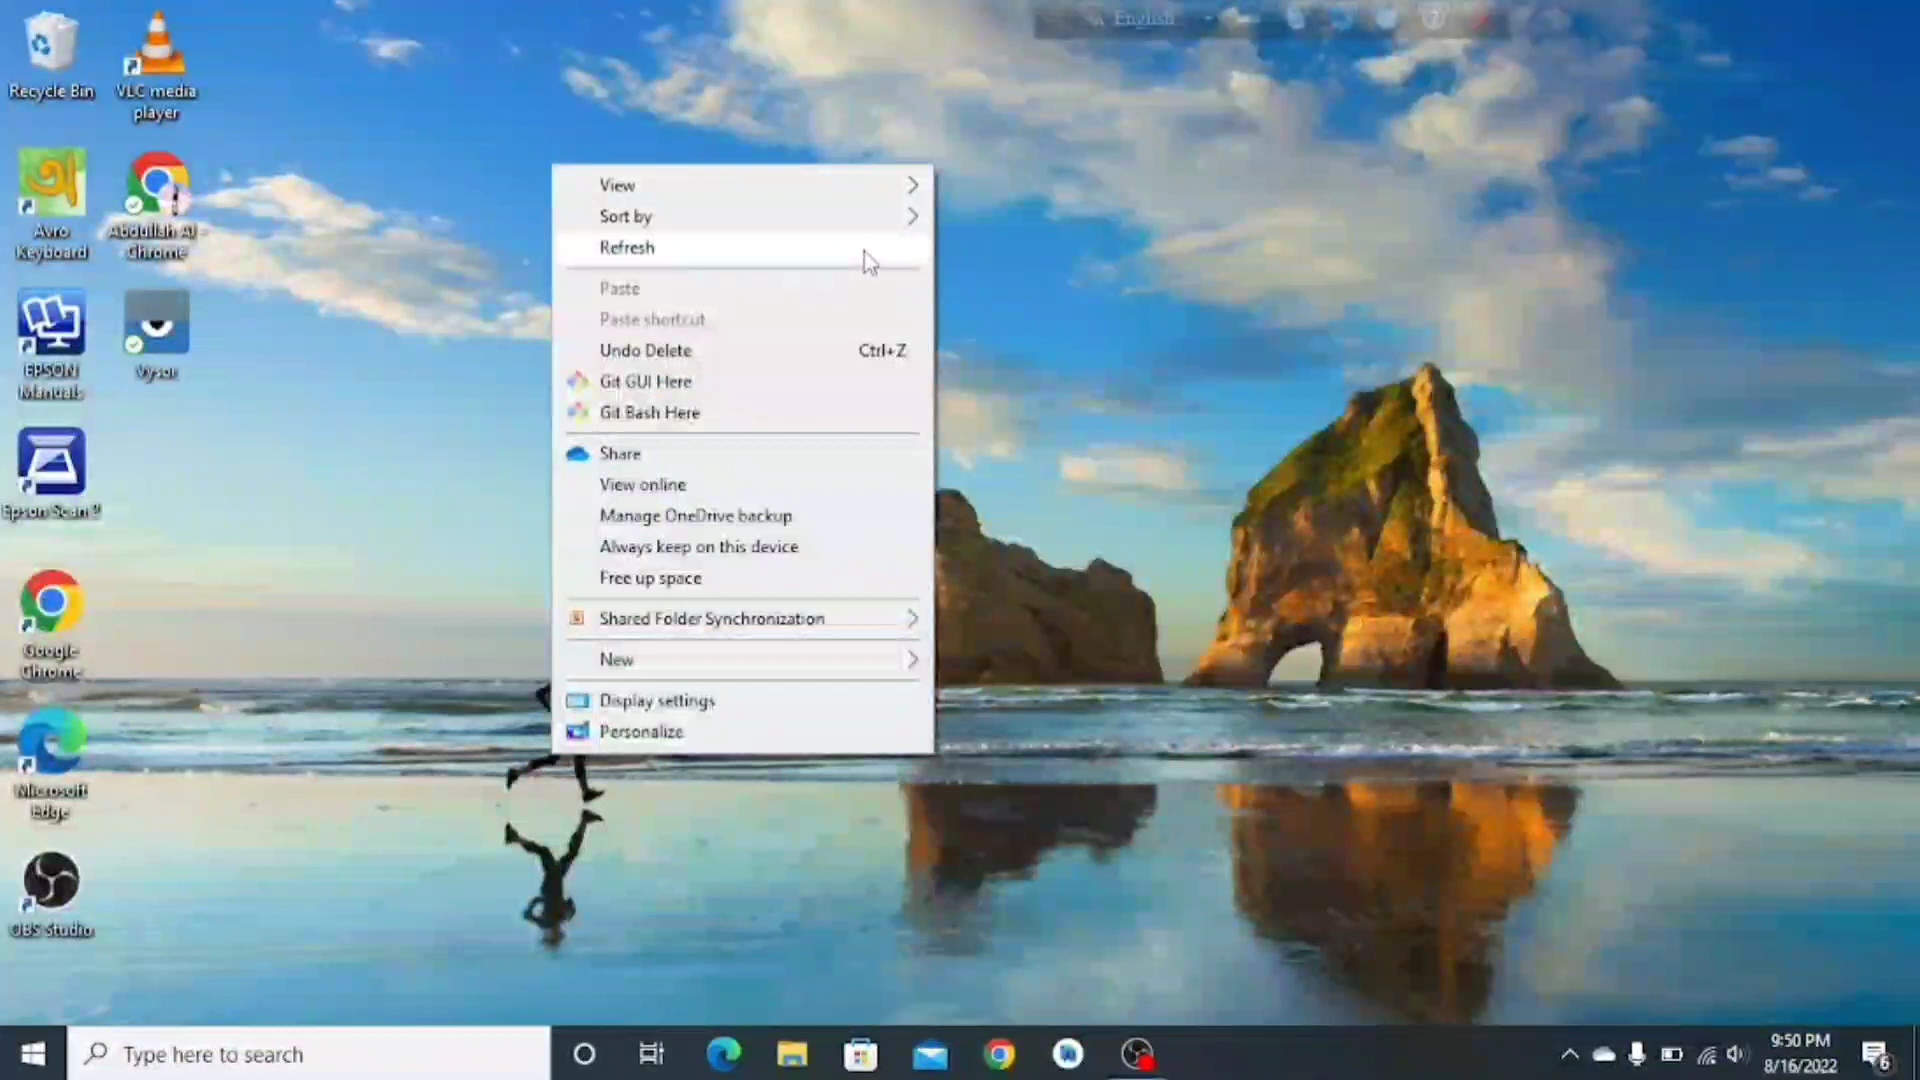 English
Recycle Bin
VLC media
player
Avro
Keyboard
Abdullah Al -
Chrome
EPSON
Manuals
Vysor
Epson Scan 2
Google
Chrome
Microsoft
Edge
OBS Studio
View
Sort by
Refresh
Paste
Paste shortcut
Undo Delete Ctrl+Z
Git GUI Here
Git Bash Here
Share
View online
Manage OneDrive backup
Always keep on this device
Free up space
Shared Folder Synchronization
New
Display settings
Personalize
Type here to search
9:50 PM
8/16/2022
6